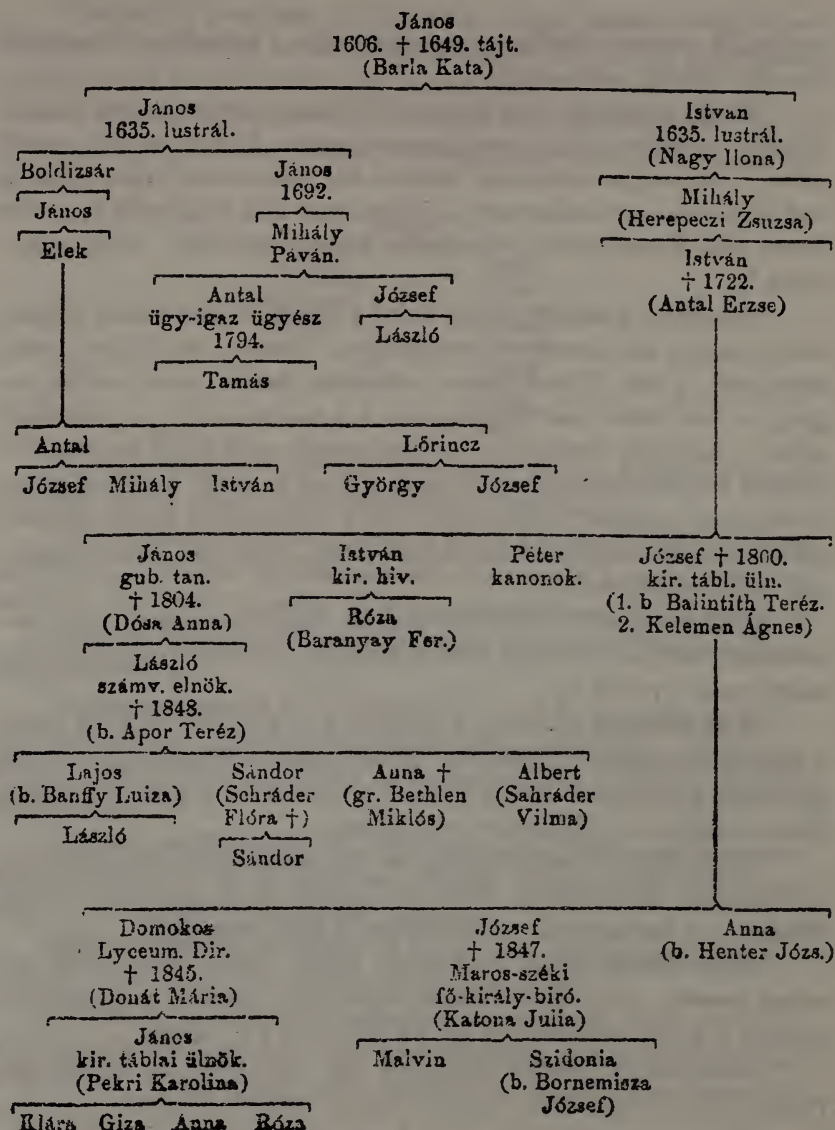 János
1606. † 1649. tájt.
(Barla Kata)
Janos
1635. lustrál.
Istvan
1635. lustrál.
(Nagy Ilona)
Boldizsár
János
1692.
Mihály
(Herepeczi Zsuzsa)
János
Mihály
Páván.
István
† 1722.
(Antal Erzse)
Elek
Antal
ügy-igaz ügyész
1794.
József
László
Tamás
Antal
Lőrincz
József Mihály István
György József
János
gub. tan.
† 1804.
(Dósa Anna)
István
kir. hiv.
Róza
(Baranyay Fer.)
Péter
kanonok.
József † 1800.
kir. tábl. üln.
(1. b Balintith Teréz.
2. Kelemen Ágnes)
László
számv. elnök.
† 1848.
(b. Apor Teréz)
Lajos
(b. Banffy Luiza)
László
Sándor
(Schráder
Flóra †)
Sándor
Anna †
(gr. Bethlen
Miklós)
Albert
(Sahráder
Vilma)
Domokos
Lyceum. Dir.
† 1845.
(Donát Mária)
József
† 1847.
Maros-széki
fő-király-biró.
(Katona Julia)
Anna
(b. Henter Józs.)
János
kir. táblai ülnök.
(Pekri Karolina)
Malvin
Szidonia
(b. Bornemisza
József)
Klára Giza Anna Róza